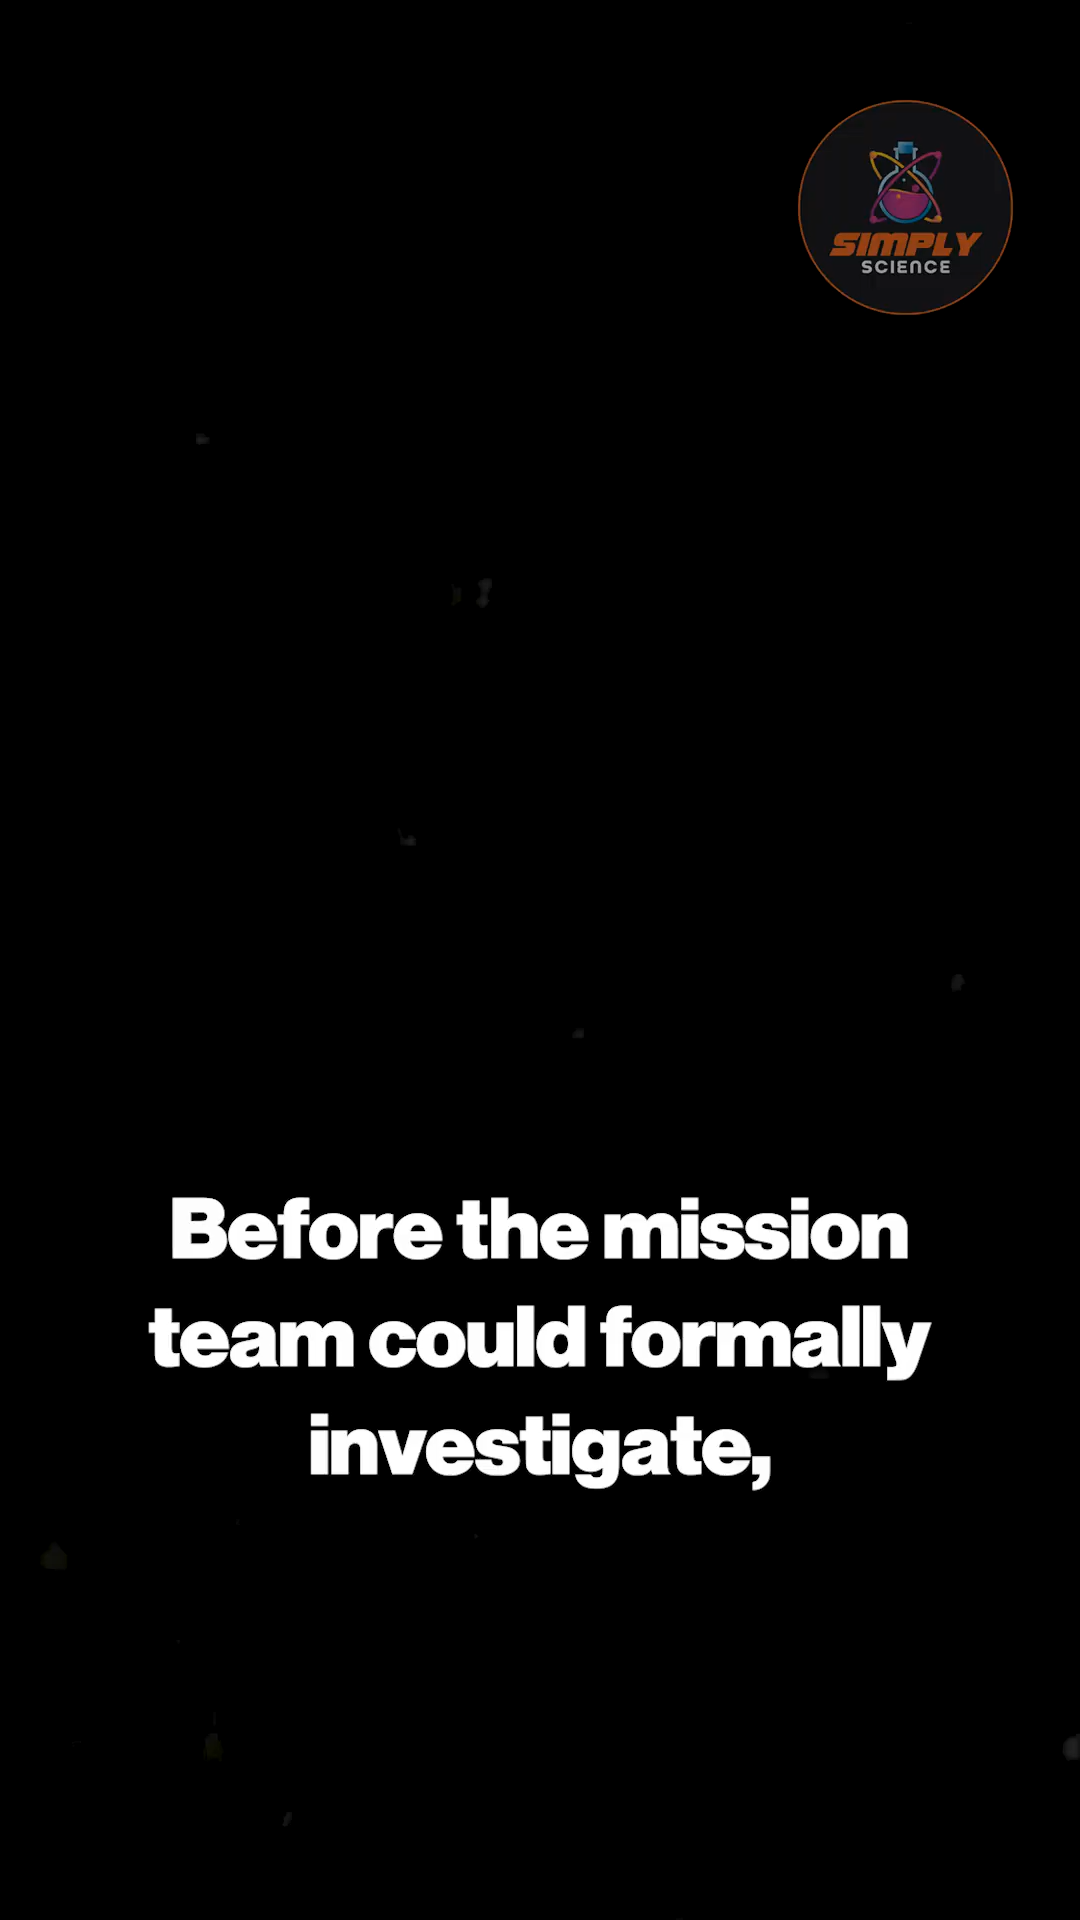 SIMPLY
SCIENCE
Before the mission
team could formally
investigate,